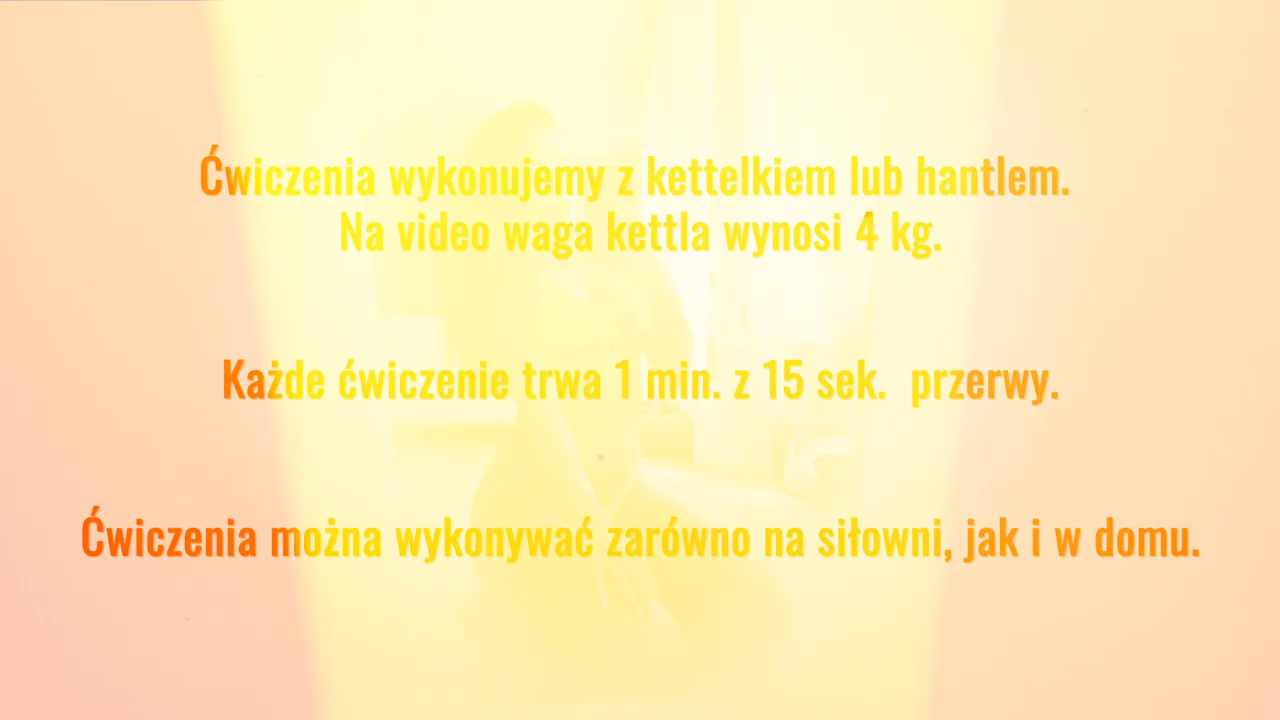 Ćwiczenia wykonujemy z kettelkiem lub hantlem.
Na video waga kettla wynosi 4 kg.
Każde ćwiczenie trwa 1 min. z 15 sek. przerwy.
Ćwiczenia można wykonywać zarówno na siłowni, jak i w domu.